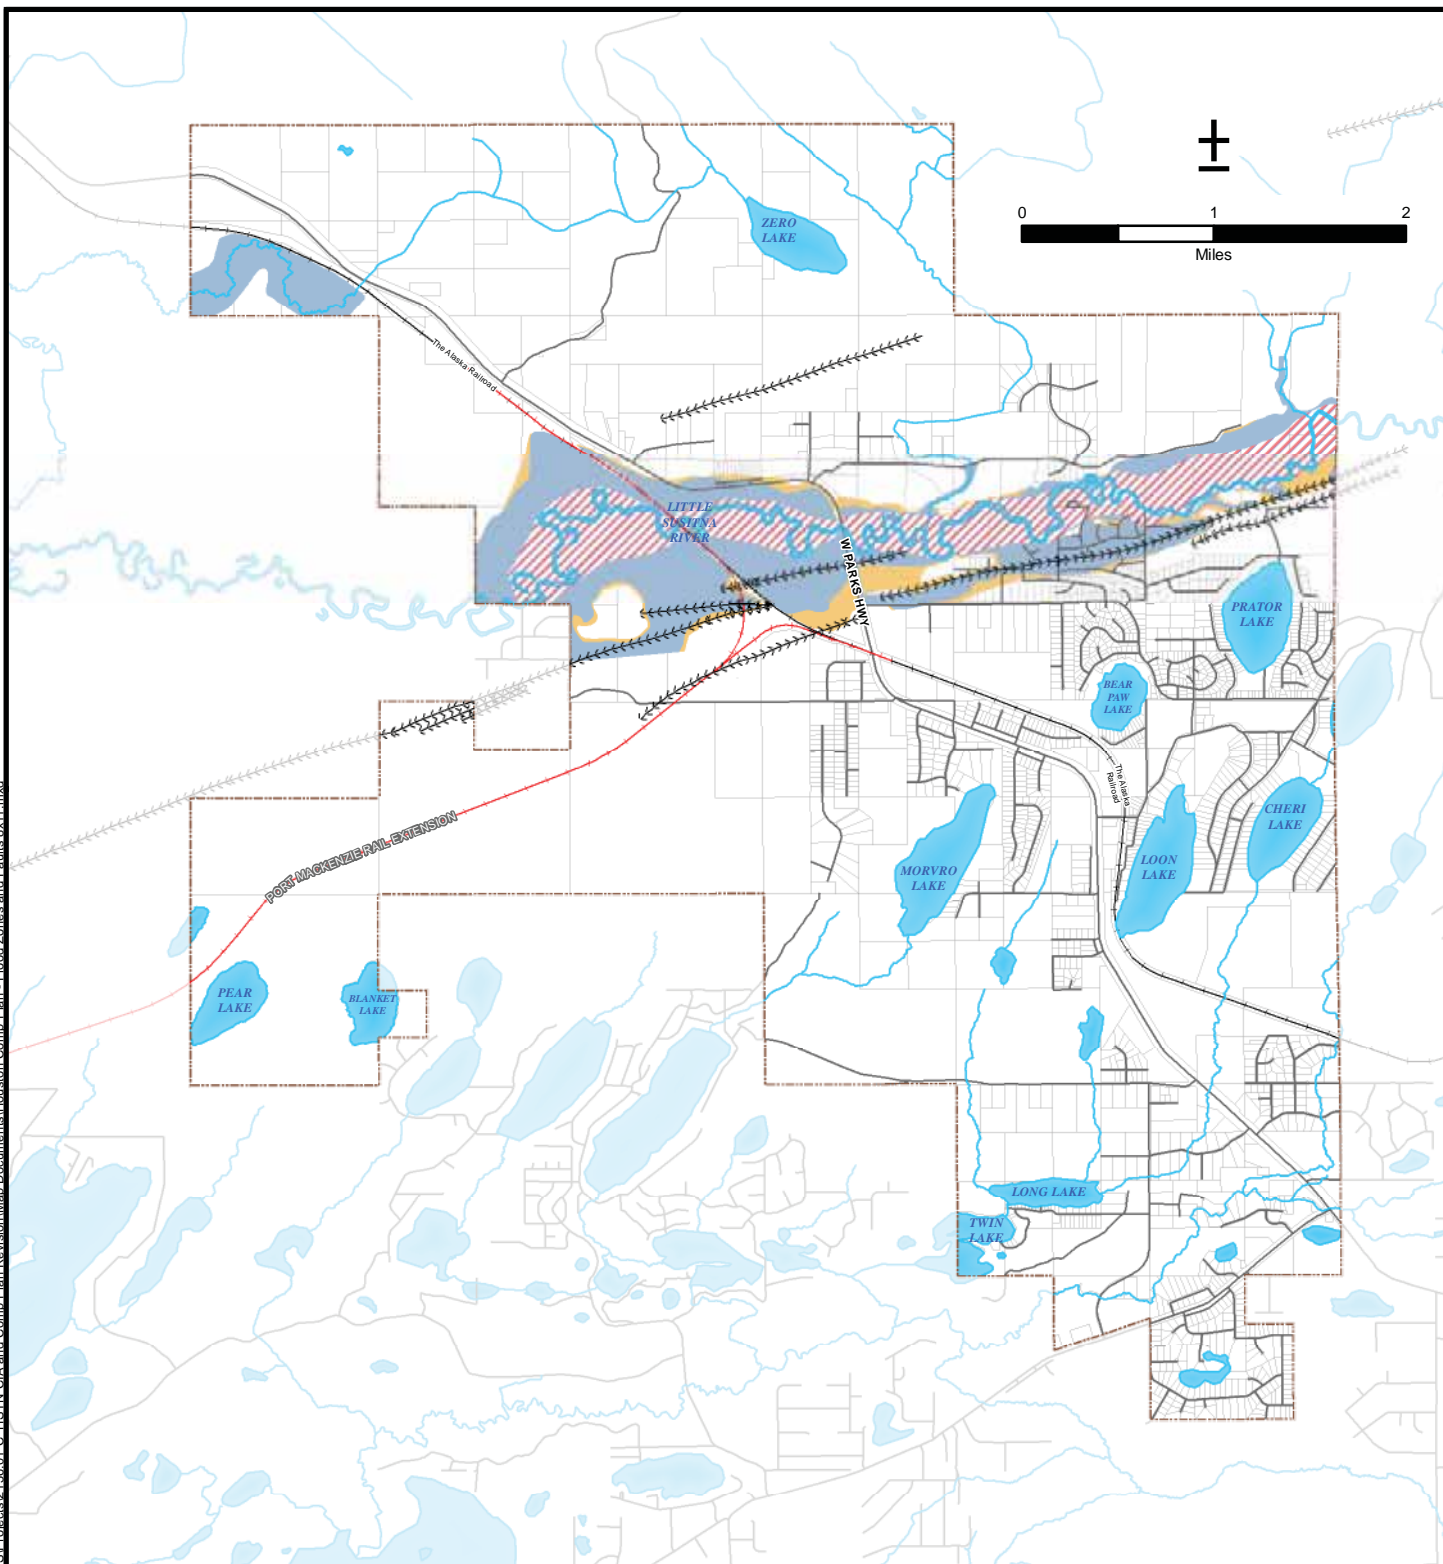 0 1 2
Miles
ZERO
LAKE
The Alaska Railroad
LITTLE
SUSITNA
RIVER
W PARKS HWY
PRATOR
LAKE
BEAR
PAW
LAKE
The Alaska
Railroad
CHERI
LAKE
LOON
LAKE
MORVRO
LAKE
PORT MACKENZIE RAIL EXTENSION
PEAR
LAKE
BLANKET
LAKE
LONG LAKE
TWIN
LAKE